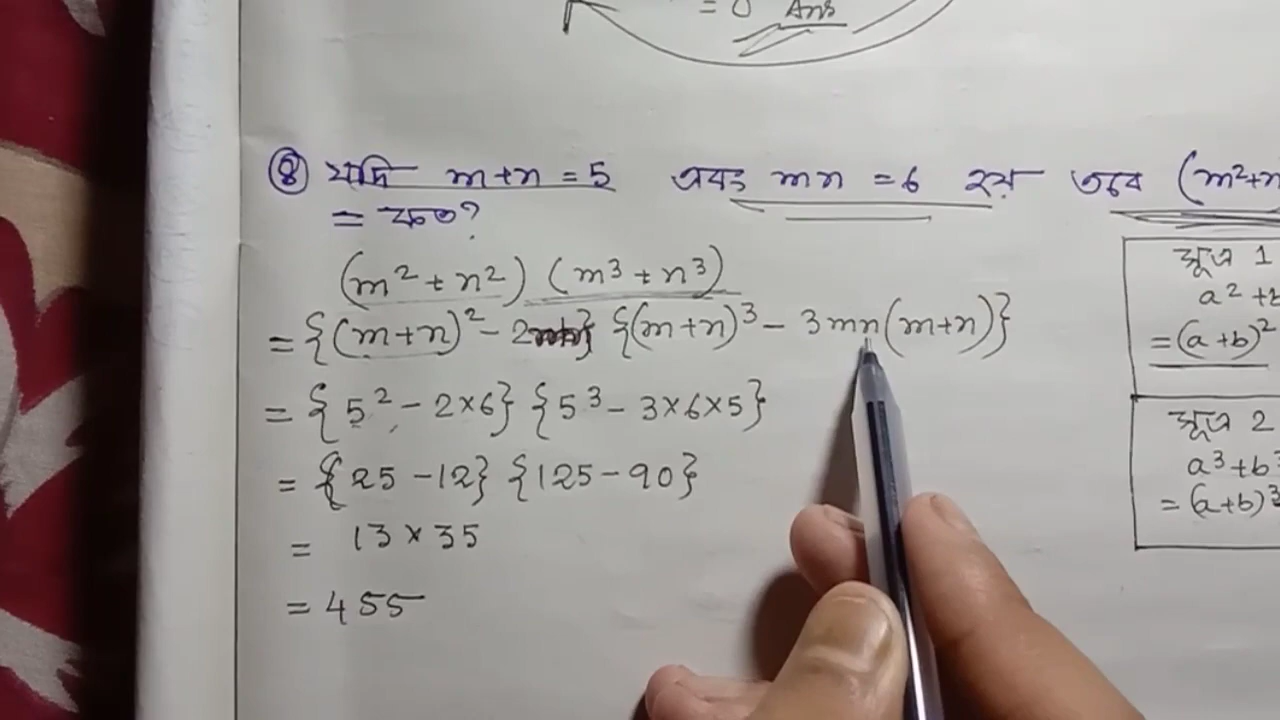 = 0 Ans
⑧ যদি m+n = 5 এবং mn = 6 হয় তবে (m²+n
= কত?
(m² + n²) (m³ + n³)
= {(m+n)² - 2mn} {(m+n)³ - 3mn(m+n)}
= {5² - 2×6} {5³ - 3×6×5}
= {25 - 12} {125 - 90}
= 13 × 35
= 455
সূত্র 1
a² +
= (a+b)²
সূত্র 2
a³ + b³
= (a+b)³